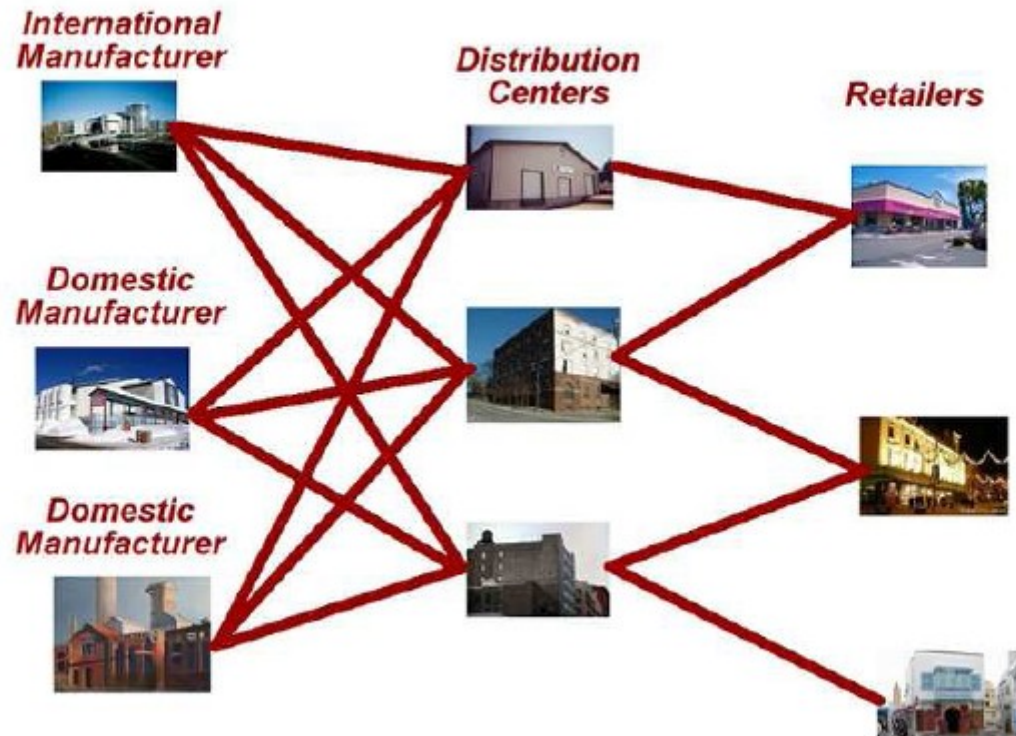 International
Manufacturer
Distribution
Centers
Retailers
Domestic
Manufacturer
Domestic
Manufacturer